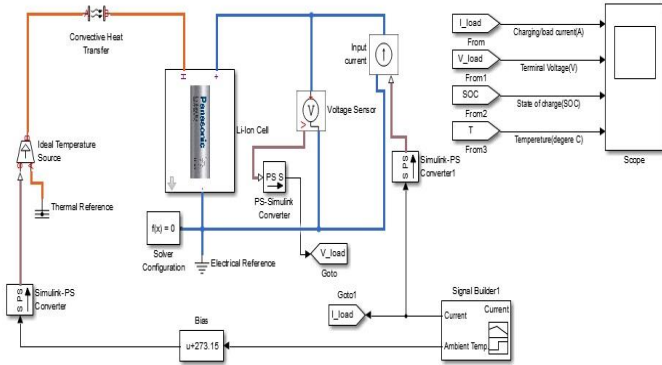 Convective Heat
Transfer
Ideal Temperature
Source
Thermal Reference
H
+
-
Panasonic
Li-Ion Cell
V
Voltage Sensor
Input
current
PS S
PS-Simulink
Converter
S PS
Simulink-PS
Converter1
f(x) = 0
Solver
Configuration
Electrical Reference
V_load
Goto
I_load
From
Charging/load current(A)
V_load
From1
Terminal Voltage(V)
SOC
From2
State of charge(SOC)
T
From3
Tempereture(degere C)
Scope
S PS
Simulink-PS
Converter
Bias
u+273.15
Goto1
I_load
Signal Builder1
Current
Current
Ambient Temp.